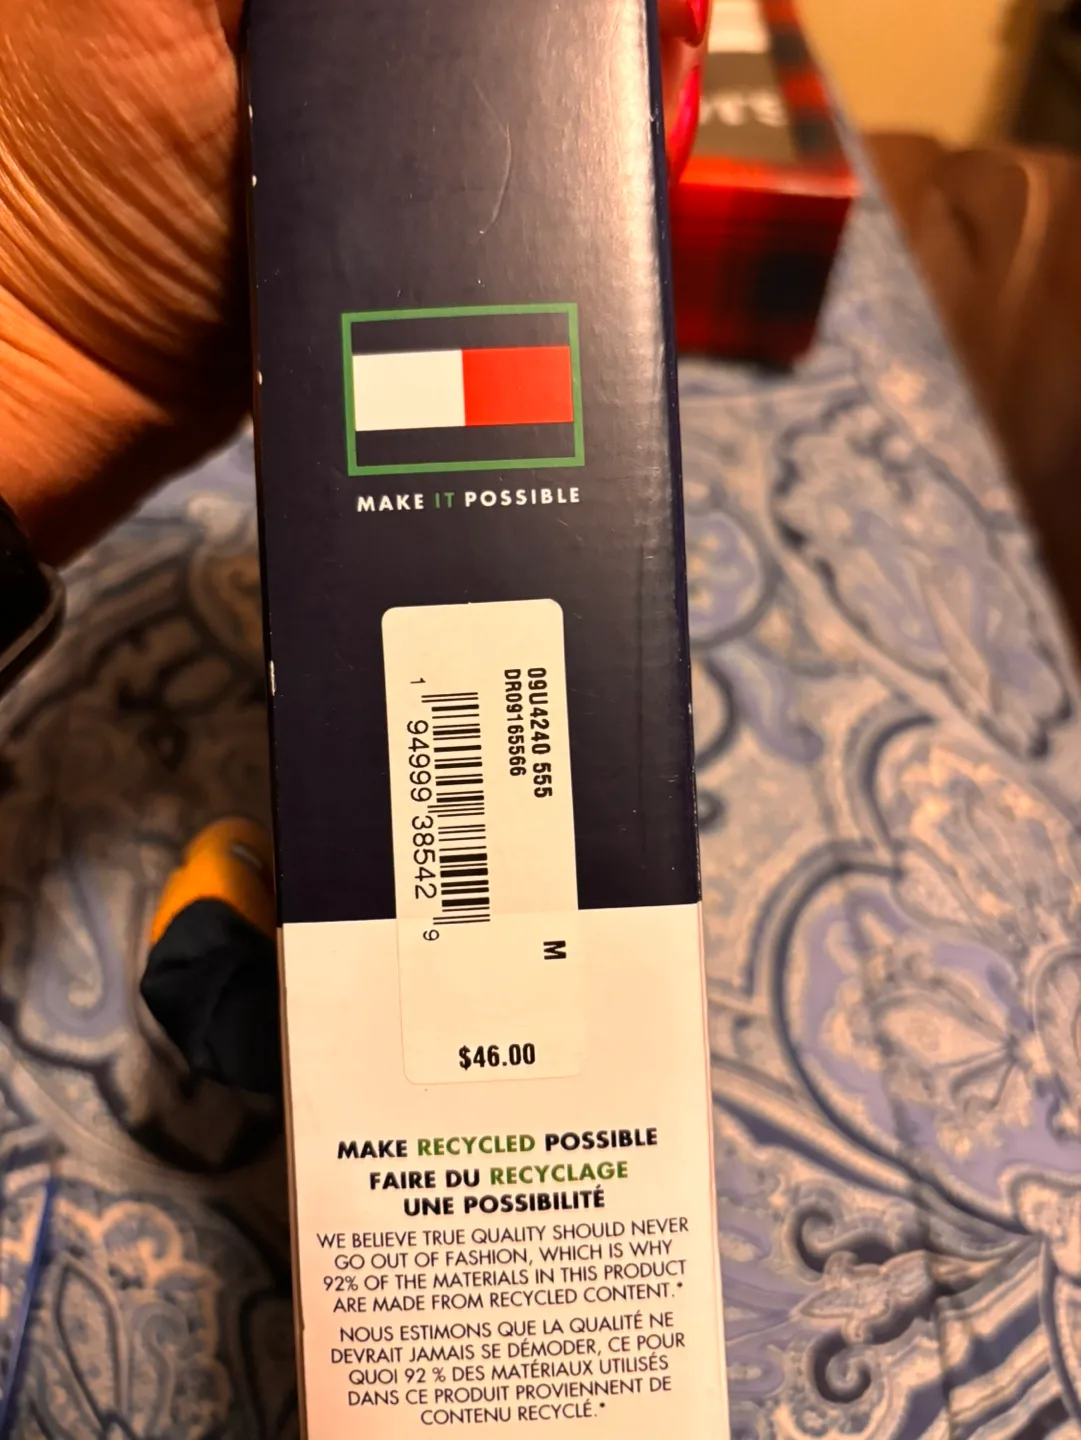 MAKE IT POSSIBLE
09U4240 555
DR09165566
1 94999 38542 9
M
$46.00
MAKE RECYCLED POSSIBLE
FAIRE DU RECYCLAGE
UNE POSSIBILITÉ
WE BELIEVE TRUE QUALITY SHOULD NEVER
GO OUT OF FASHION, WHICH IS WHY
92% OF THE MATERIALS IN THIS PRODUCT
ARE MADE FROM RECYCLED CONTENT.*
NOUS ESTIMONS QUE LA QUALITÉ NE
DEVRAIT JAMAIS SE DÉMODER, CE POUR
QUOI 92 % DES MATÉRIAUX UTILISÉS
DANS CE PRODUIT PROVIENNENT DE
CONTENU RECYCLÉ.*